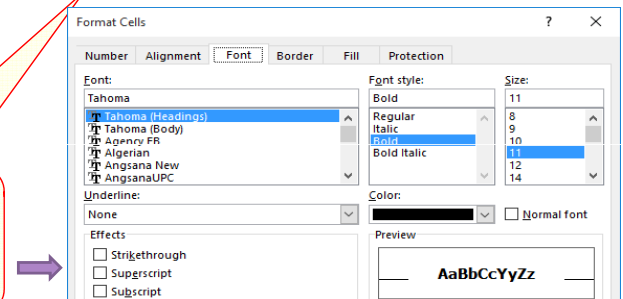 Format Cells ? ×
Number Alignment Font Border Fill Protection
Font: Font style: Size:
Tahoma Bold 11
Tahoma (Headings) Regular 8
Tahoma (Body) Italic 9
Agency FB Bold 10
Algerian Bold Italic 11
Angsana New 12
AngsanaUPC 14
Underline: Color:
None Normal font
Effects Preview
Strikethrough
Superscript AaBbCcYyZz
Subscript